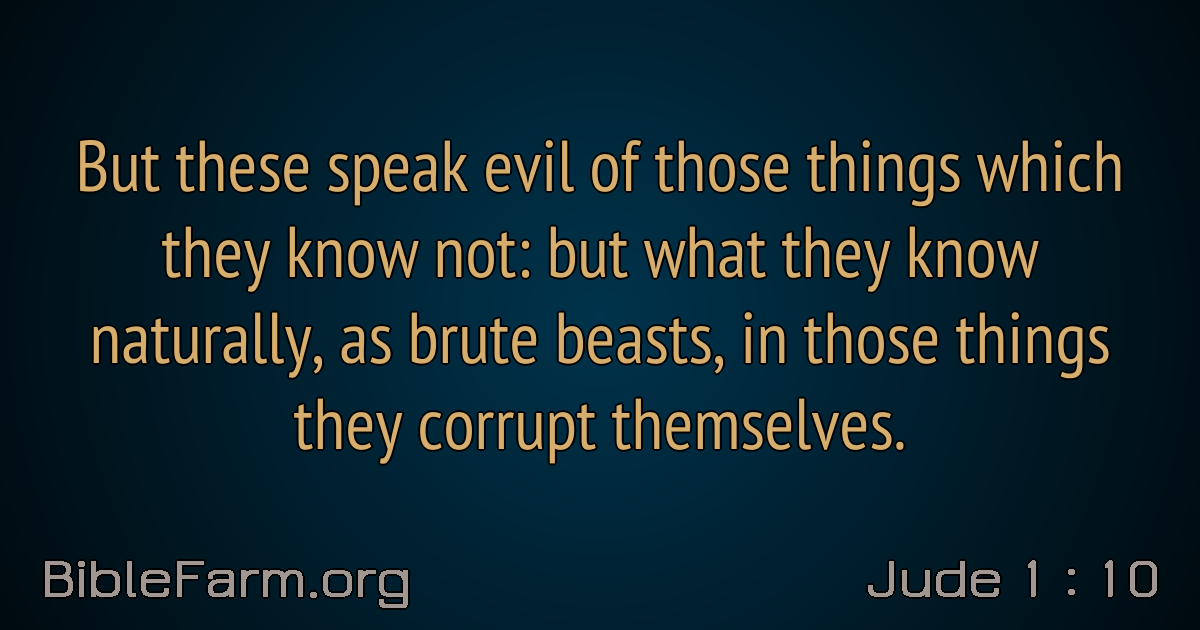 But these speak evil of those things which
they know not: but what they know
naturally, as brute beasts, in those things
they corrupt themselves.
BibleFarm.org
Jude 1 : 10